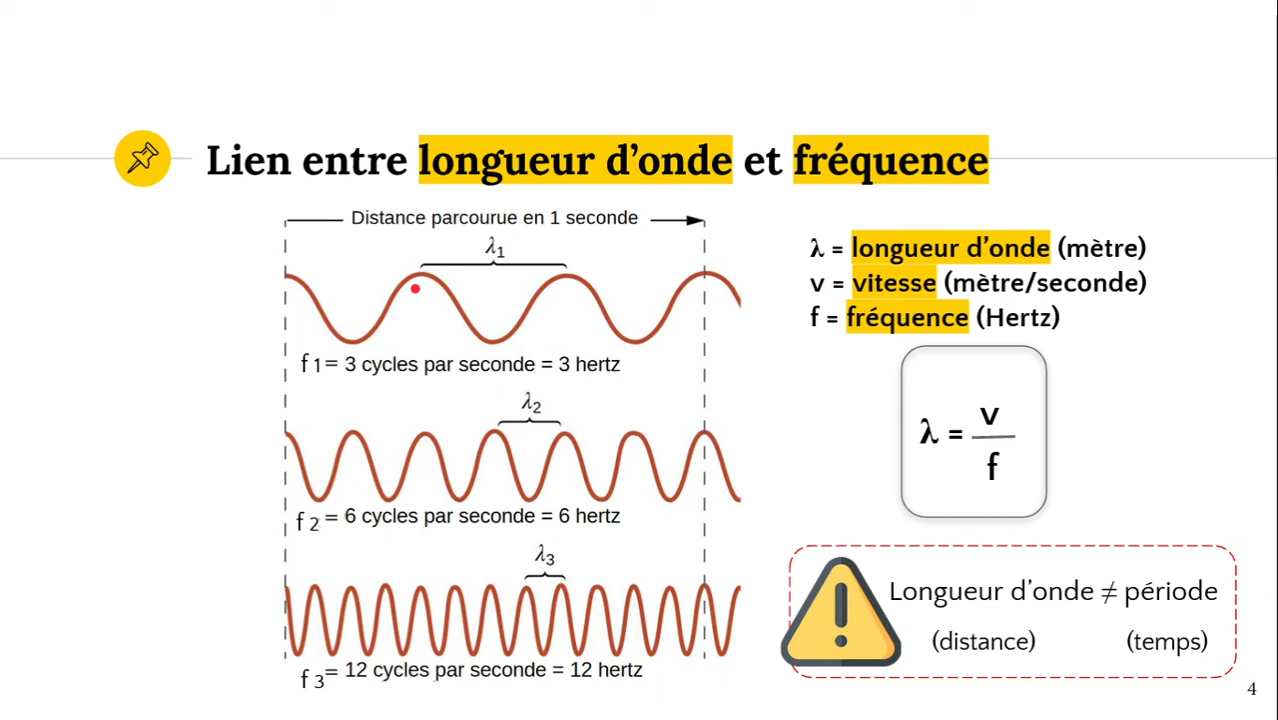 Lien entre longueur d’onde et fréquence
Distance parcourue en 1 seconde
λ1
f 1= 3 cycles par seconde = 3 hertz
λ2
f 2 = 6 cycles par seconde = 6 hertz
λ3
f 3= 12 cycles par seconde = 12 hertz
λ = longueur d’onde (mètre)
v = vitesse (mètre/seconde)
f = fréquence (Hertz)
λ = v
f
Longueur d’onde ≠ période
(distance) (temps)
4